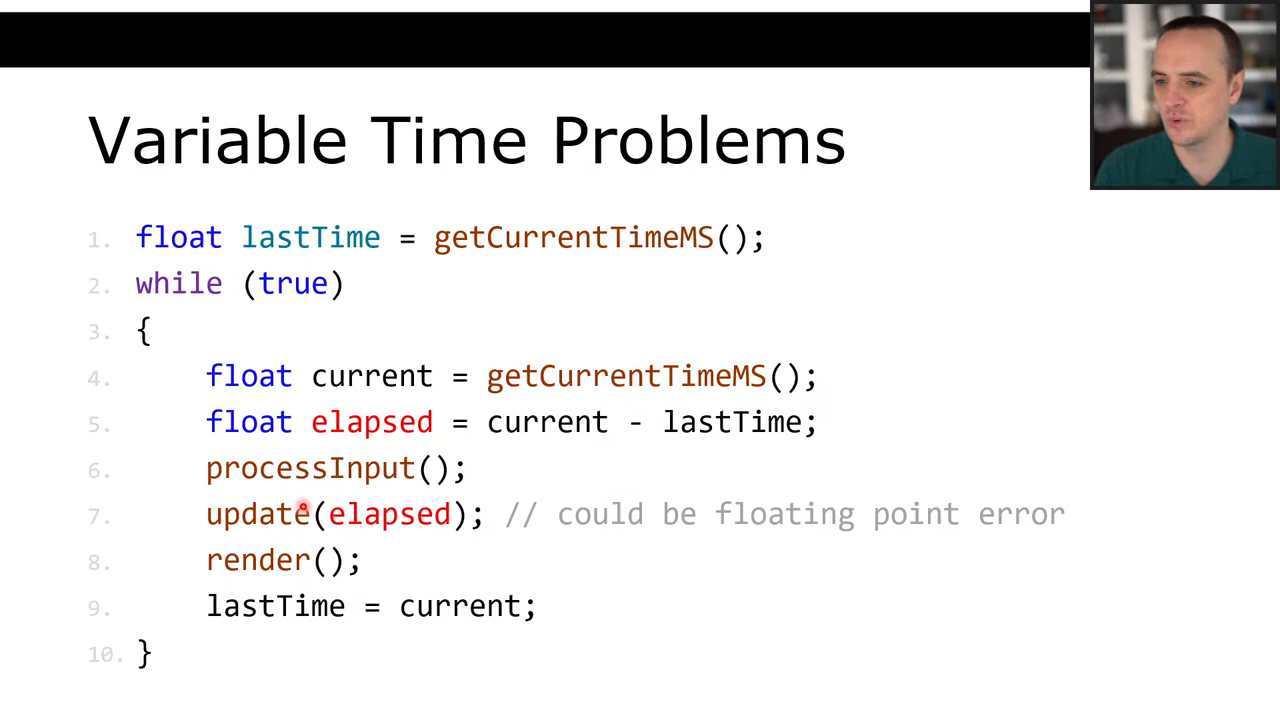 Variable Time Problems
1. float lastTime = getCurrentTimeMS();
2. while (true)
3. {
4. float current = getCurrentTimeMS();
5. float elapsed = current - lastTime;
6. processInput();
7. update(elapsed); // could be floating point error
8. render();
9. lastTime = current;
10. }